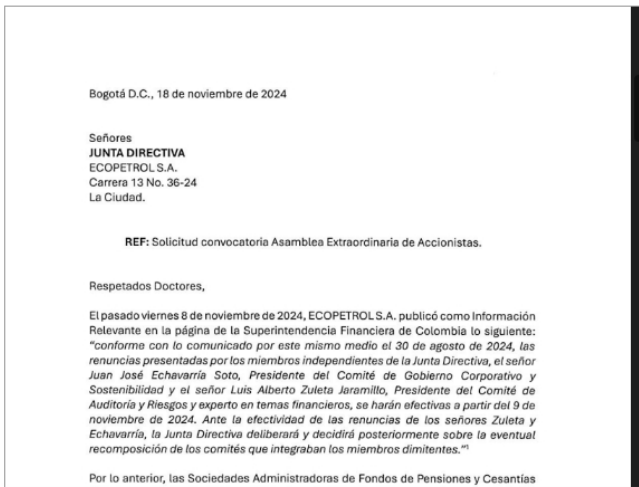 Bogotá D.C., 18 de noviembre de 2024
Señores
JUNTA DIRECTIVA
ECOPETROL S.A.
Carrera 13 No. 36-24
La Ciudad.
REF: Solicitud convocatoria Asamblea Extraordinaria de Accionistas.
Respetados Doctores,
El pasado viernes 8 de noviembre de 2024, ECOPETROL S.A. publicó como Información
Relevante en la página de la Superintendencia Financiera de Colombia lo siguiente:
“conforme con lo comunicado por este mismo medio el 30 de agosto de 2024, las
renuncias presentadas por los miembros independientes de la Junta Directiva, el señor
Juan José Echavarría Soto, Presidente del Comité de Gobierno Corporativo y
Sostenibilidad y el señor Luis Alberto Zuleta Jaramillo, Presidente del Comité de
Auditoría y Riesgos y experto en temas financieros, se harán efectivas a partir del 9 de
noviembre de 2024. Ante la efectividad de las renuncias de los señores Zuleta y
Echavarría, la Junta Directiva deliberará y decidirá posteriormente sobre la eventual
recomposición de los comités que integraban los miembros dimitentes.”¹
Por lo anterior, las Sociedades Administradoras de Fondos de Pensiones y Cesantías